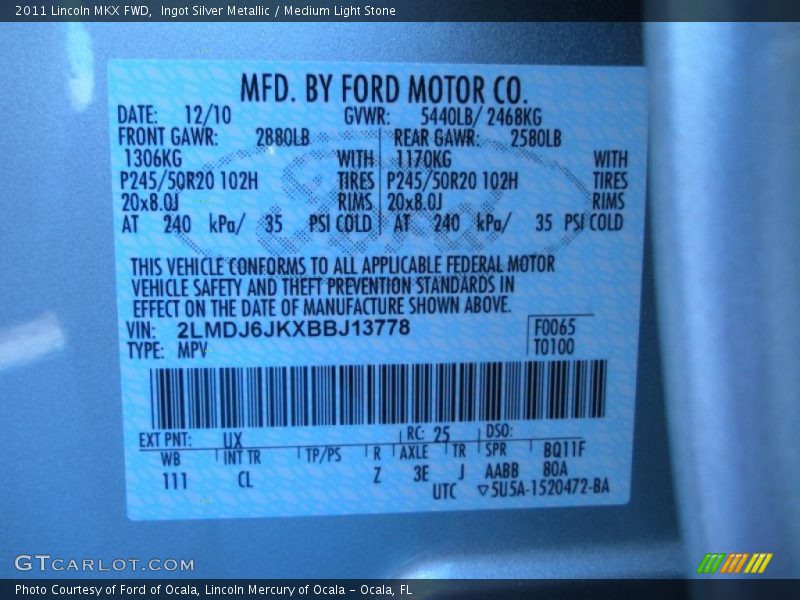 2011 Lincoln MKX FWD,  Ingot Silver Metallic / Medium Light Stone
MFD. BY FORD MOTOR CO.
DATE: 12/10 GVWR: 5440LB/ 2468KG
FRONT GAWR: 2880LB REAR GAWR: 2580LB
1306KG WITH 1170KG WITH
P245/50R20 102H TIRES P245/50R20 102H TIRES
20x8.0J RIMS 20x8.0J RIMS
AT 240 kPa/ 35 PSI COLD AT 240 kPa/ 35 PSI COLD
THIS VEHICLE CONFORMS TO ALL APPLICABLE FEDERAL MOTOR
VEHICLE SAFETY AND THEFT PREVENTION STANDARDS IN
EFFECT ON THE DATE OF MANUFACTURE SHOWN ABOVE.
VIN: 2LMDJ6JKXBBJ13778 F0065
TYPE: MPV T0100
EXT PNT: UX RC: 25 DSO:
WB INT TR TP/PS R AXLE TR SPR BQ11F
111 CL Z 3E J AABB 80A
UTC ▽5U5A-1520472-BA
GTCARLOT.COM
Photo Courtesy of Ford of Ocala, Lincoln Mercury of Ocala - Ocala, FL